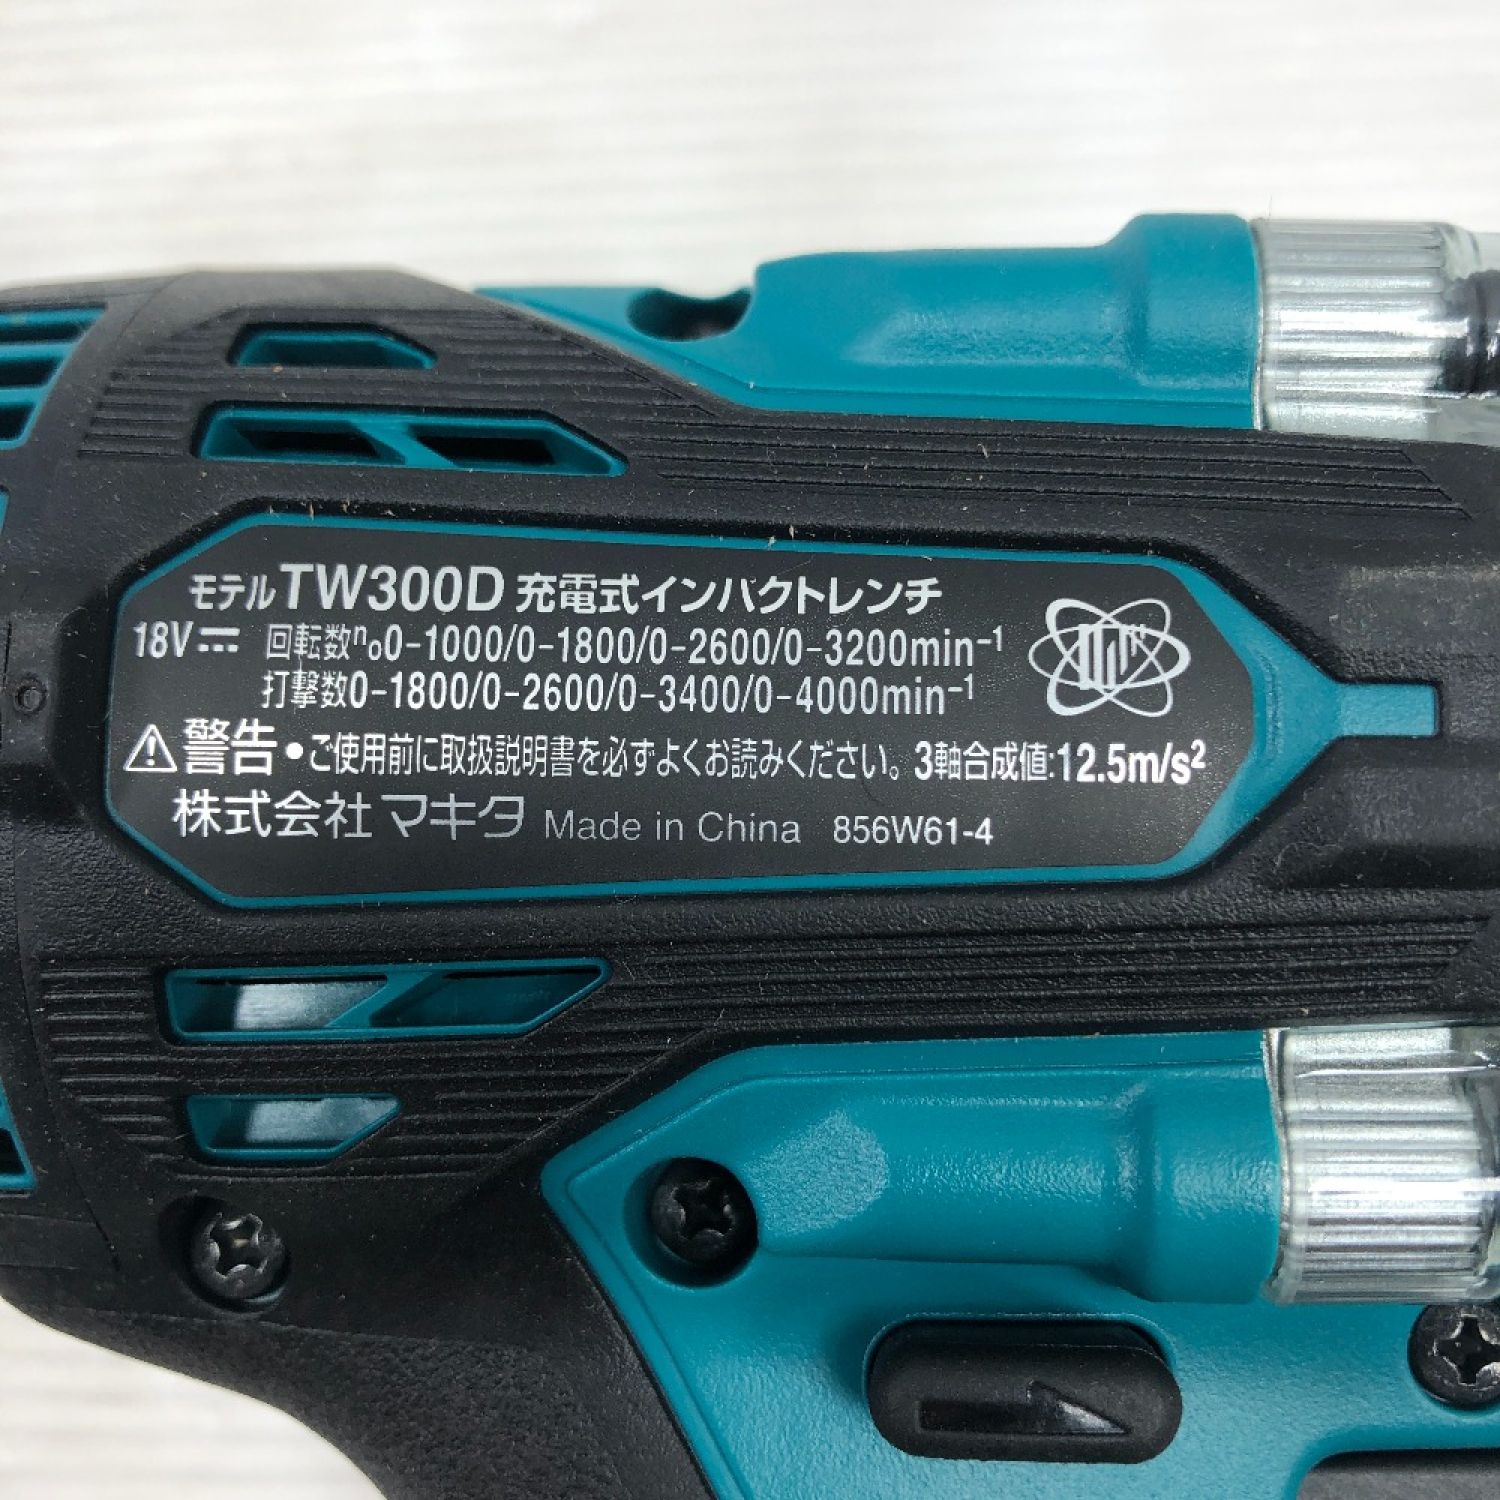 モデルTW300D 充電式インパクトレンチ
18V⎓ 回転数n₀0-1000/0-1800/0-2600/0-3200min⁻¹
打撃数0-1800/0-2600/0-3400/0-4000min⁻¹
⚠警告•ご使用前に取扱説明書を必ずよくお読みください。3軸合成値:12.5m/s²
株式会社マキタ Made in China 856W61-4